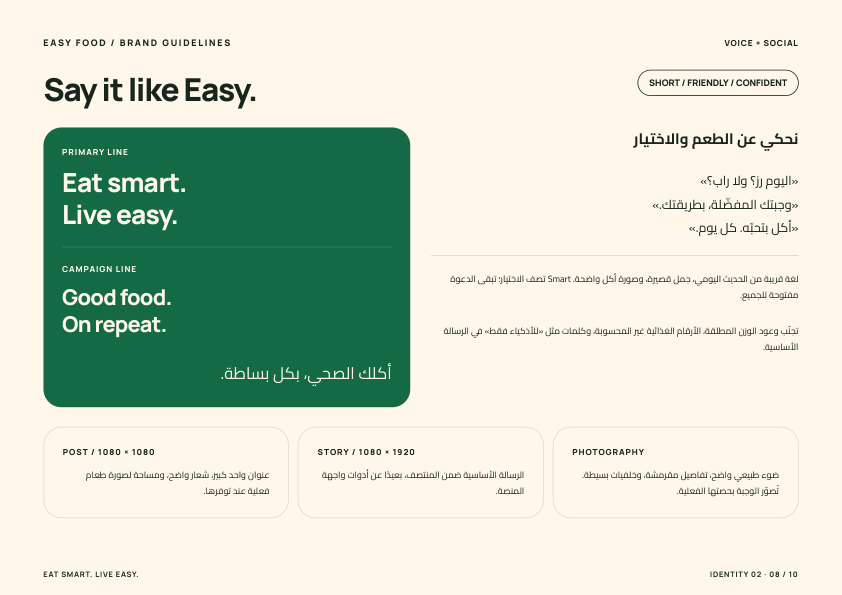 EASY FOOD / BRAND GUIDELINES
VOICE + SOCIAL
Say it like Easy.
SHORT / FRIENDLY / CONFIDENT
PRIMARY LINE
Eat smart.
Live easy.
CAMPAIGN LINE
Good food.
On repeat.
أكلك الصحي، بكل بساطة.
نحكي عن الطعم والاختيار
«اليوم رز؟ ولا راب؟»
«وجبتك المفضّلة، بطريقتك.»
«أكل بتحبّه. كل يوم.»
لغة قريبة من الحديث اليومي، جمل قصيرة، وصورة أكل واضحة. Smart تصف الاختيار؛ تبقى الدعوة
مفتوحة للجميع.
تجنّب وعود الوزن المطلقة، الأرقام الغذائية غير المحسوبة، وكلمات مثل «للأذكياء فقط» في الرسالة
الأساسية.
POST / 1080 × 1080
عنوان واحد كبير، شعار واضح، ومساحة لصورة طعام
فعلية عند توفرها.
STORY / 1080 × 1920
الرسالة الأساسية ضمن المنتصف، بعيدًا عن أدوات واجهة
المنصة.
PHOTOGRAPHY
ضوء طبيعي واضح، تفاصيل مقرمشة، وخلفيات بسيطة.
تُصوَّر الوجبة بحصتها الفعلية.
EAT SMART. LIVE EASY.
IDENTITY 02 · 08 / 10